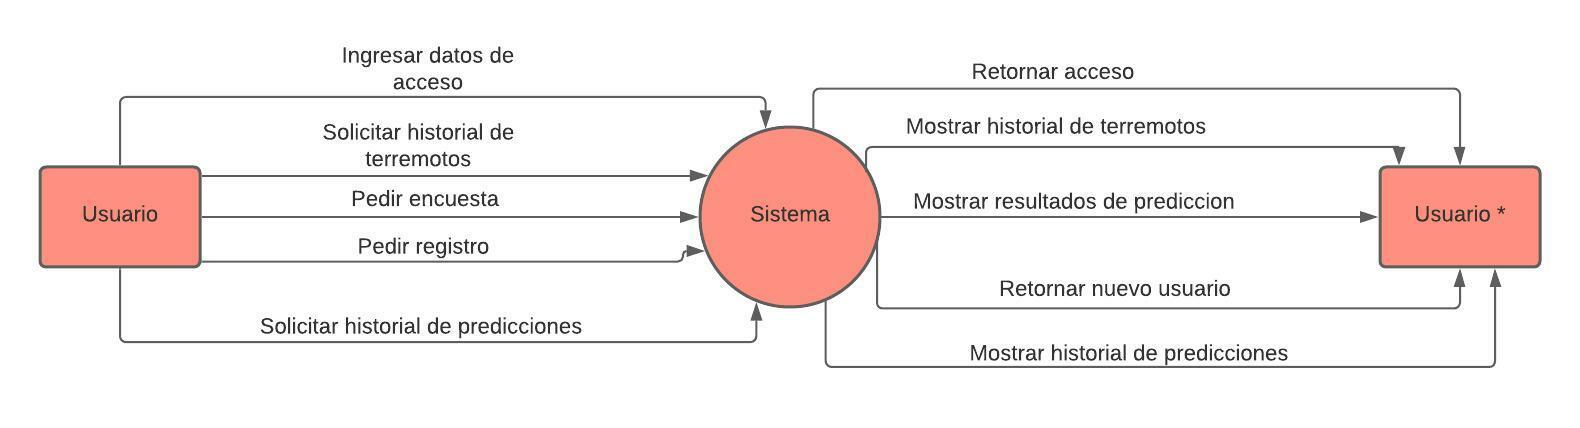 Ingresar datos de
acceso
Solicitar historial de
terremotos
Pedir encuesta
Pedir registro
Solicitar historial de predicciones
Usuario
Sistema
Retornar acceso
Mostrar historial de terremotos
Mostrar resultados de prediccion
Retornar nuevo usuario
Mostrar historial de predicciones
Usuario *